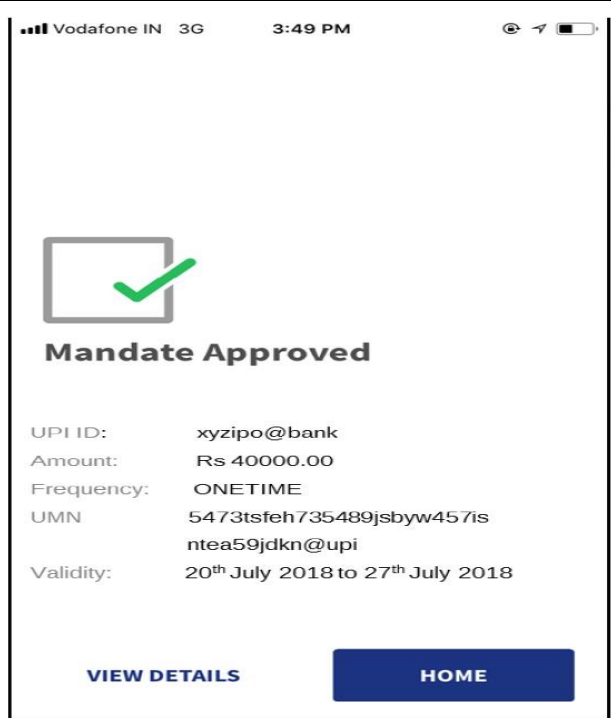 Vodafone IN 3G 3:49 PM
Mandate Approved
UPI ID: xyzipo@bank
Amount: Rs 40000.00
Frequency: ONETIME
UMN 5473tsfeh735489jsbyw457is
ntea59jdkn@upi
Validity: 20th July 2018 to 27th July 2018
VIEW DETAILS HOME